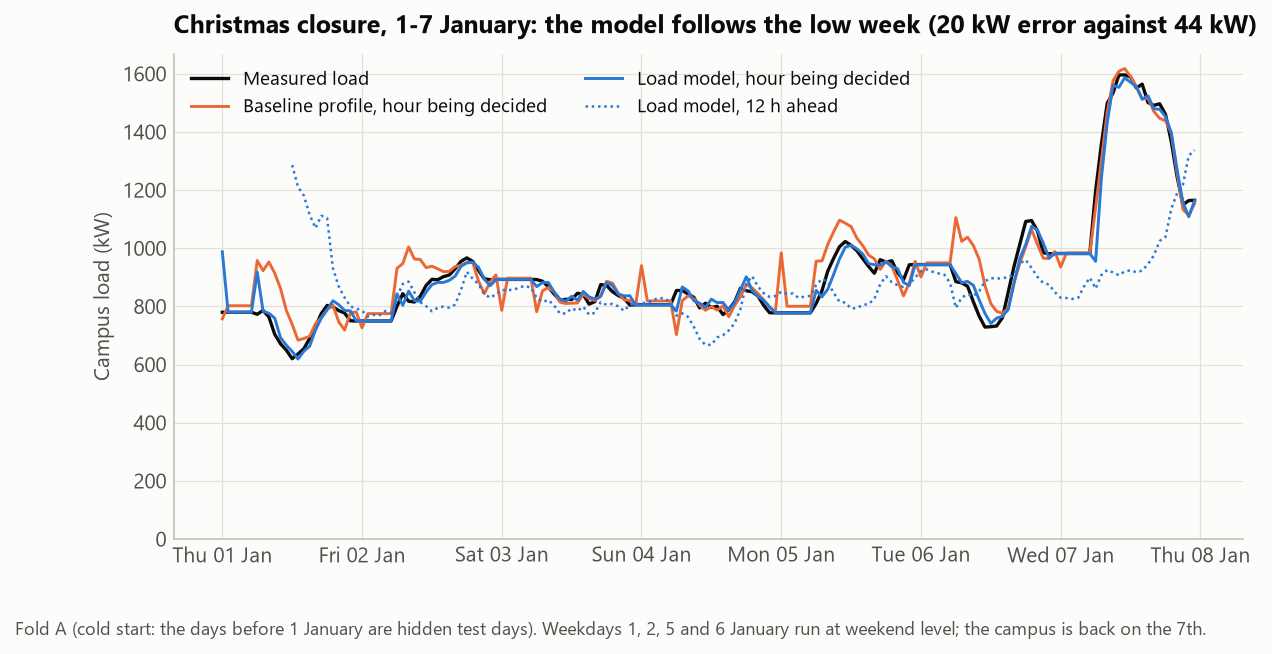 Christmas closure, 1-7 January: the model follows the low week (20 kW error against 44 kW)
Measured load
Baseline profile, hour being decided
Load model, hour being decided
Load model, 12 h ahead
Campus load (kW)
1600
1400
1200
1000
800
600
400
200
0
Thu 01 Jan
Fri 02 Jan
Sat 03 Jan
Sun 04 Jan
Mon 05 Jan
Tue 06 Jan
Wed 07 Jan
Thu 08 Jan
Fold A (cold start: the days before 1 January are hidden test days). Weekdays 1, 2, 5 and 6 January run at weekend level; the campus is back on the 7th.